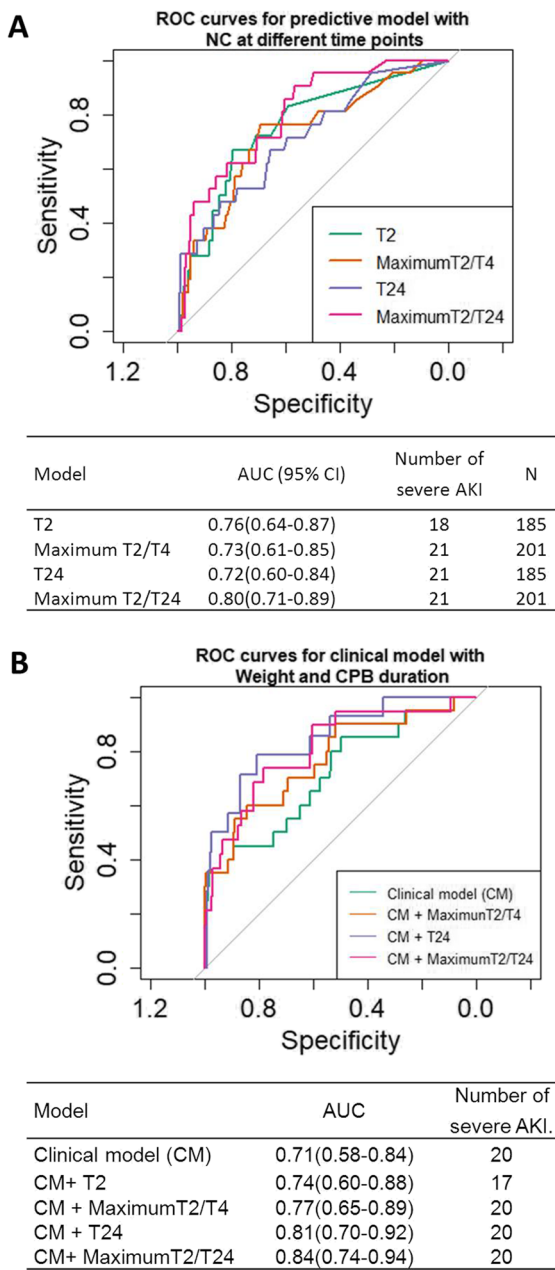 A
ROC curves for predictive model with
NC at different time points
Sensitivity
0.0 0.4 0.8
T2
MaximumT2/T4
T24
MaximumT2/T24
1.2 0.8 0.4 0.0
Specificity
Model AUC (95% CI) Number of severe AKI N
T2 0.76(0.64-0.87) 18 185
Maximum T2/T4 0.73(0.61-0.85) 21 201
T24 0.72(0.60-0.84) 21 185
Maximum T2/T24 0.80(0.71-0.89) 21 201
B
ROC curves for clinical model with
Weight and CPB duration
Sensitivity
0.0 0.4 0.8
Clinical model (CM)
CM + MaximunT2/T4
CM + T24
CM + MaximumT2/T24
1.2 0.8 0.4 0.0
Specificity
Model AUC Number of severe AKI.
Clinical model (CM) 0.71(0.58-0.84) 20
CM+ T2 0.74(0.60-0.88) 17
CM + MaximumT2/T4 0.77(0.65-0.89) 20
CM + T24 0.81(0.70-0.92) 20
CM+ MaximumT2/T24 0.84(0.74-0.94) 20